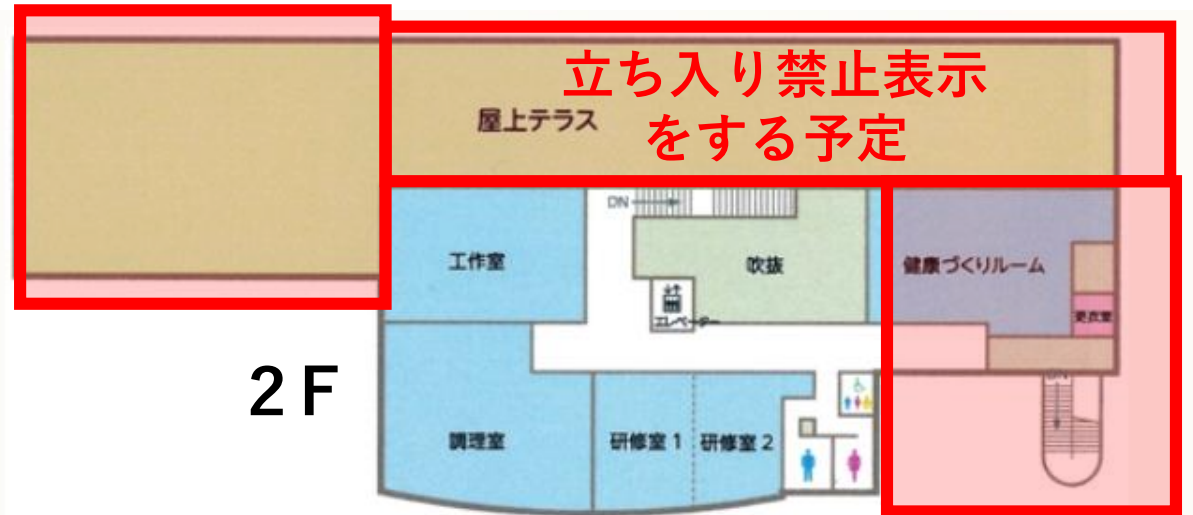 立ち入り禁止表示
をする予定
屋上テラス
DN
工作室
吹抜
健康づくりルーム
エレベーター
更衣室
DN
2F
調理室
研修室1
研修室2